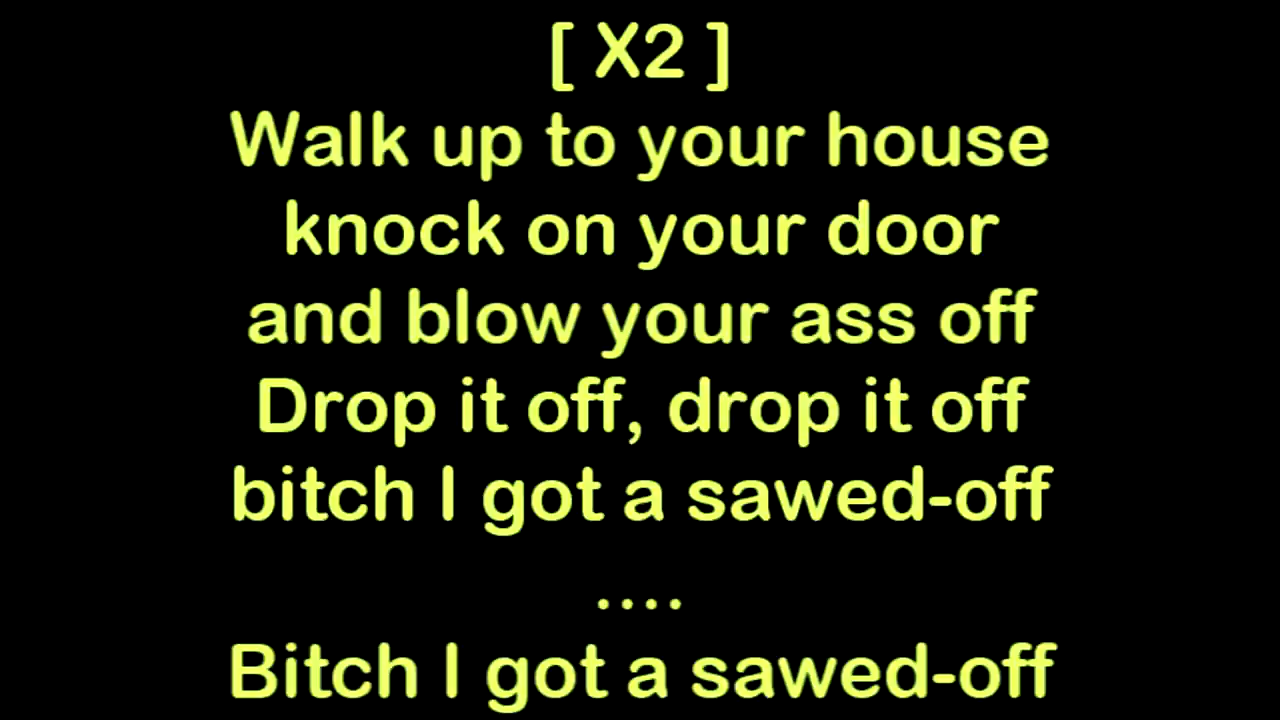 [ X2 ]
Walk up to your house
knock on your door
and blow your ass off
Drop it off, drop it off
bitch I got a sawed-off
....
Bitch I got a sawed-off